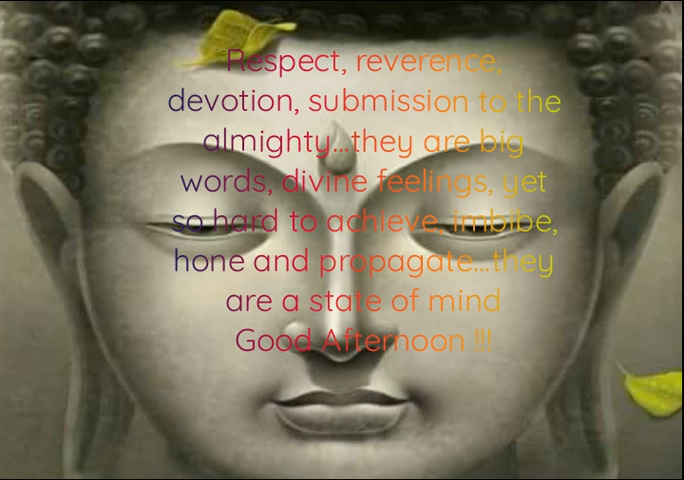 Respect, reverence,
devotion, submission to the
almighty...they are big
words, divine feelings, yet
so hard to achieve, imbibe,
hone and propagate...they
are a state of mind
Good Afternoon !!!